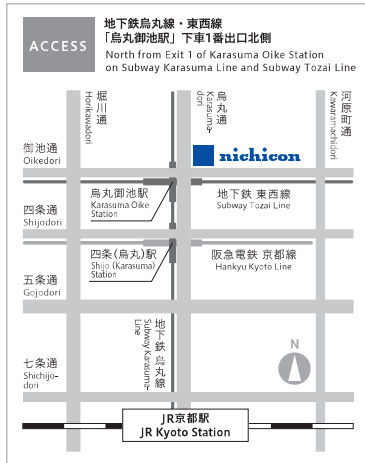 ACCESS
地下鉄烏丸線・東西線
「烏丸御池駅」下車1番出口北側
North from Exit 1 of Karasuma Oike Station
on Subway Karasuma Line and Subway Tozai Line
堀川通
Horikawadori
烏丸通
Karasuma-
dori
河原町通
Kawaramachidori
御池通
Oikedori
nichicon
烏丸御池駅
Karasuma Oike
Station
地下鉄 東西線
Subway Tozai Line
四条通
Shijodori
四条(烏丸)駅
Shijo (Karasuma)
Station
阪急電鉄 京都線
Hankyu Kyoto Line
五条通
Gojodori
地下鉄 烏丸線
Subway Karasuma-
Line
N
七条通
Shichijo-
dori
JR京都駅
JR Kyoto Station